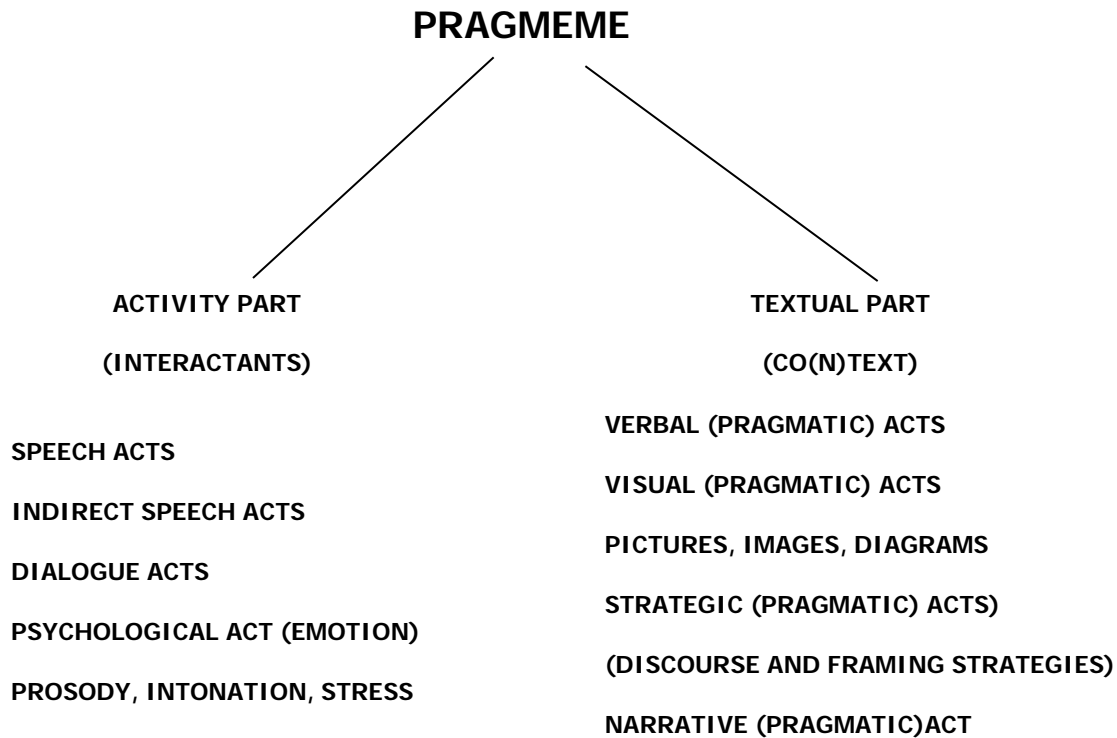 PRAGMEME
ACTIVITY PART
(INTERACTANTS)
SPEECH ACTS
INDIRECT SPEECH ACTS
DIALOGUE ACTS
PSYCHOLOGICAL ACT (EMOTION)
PROSODY, INTONATION, STRESS
TEXTUAL PART
(CO(N)TEXT)
VERBAL (PRAGMATIC) ACTS
VISUAL (PRAGMATIC) ACTS
PICTURES, IMAGES, DIAGRAMS
STRATEGIC (PRAGMATIC) ACTS)
(DISCOURSE AND FRAMING STRATEGIES)
NARRATIVE (PRAGMATIC)ACT